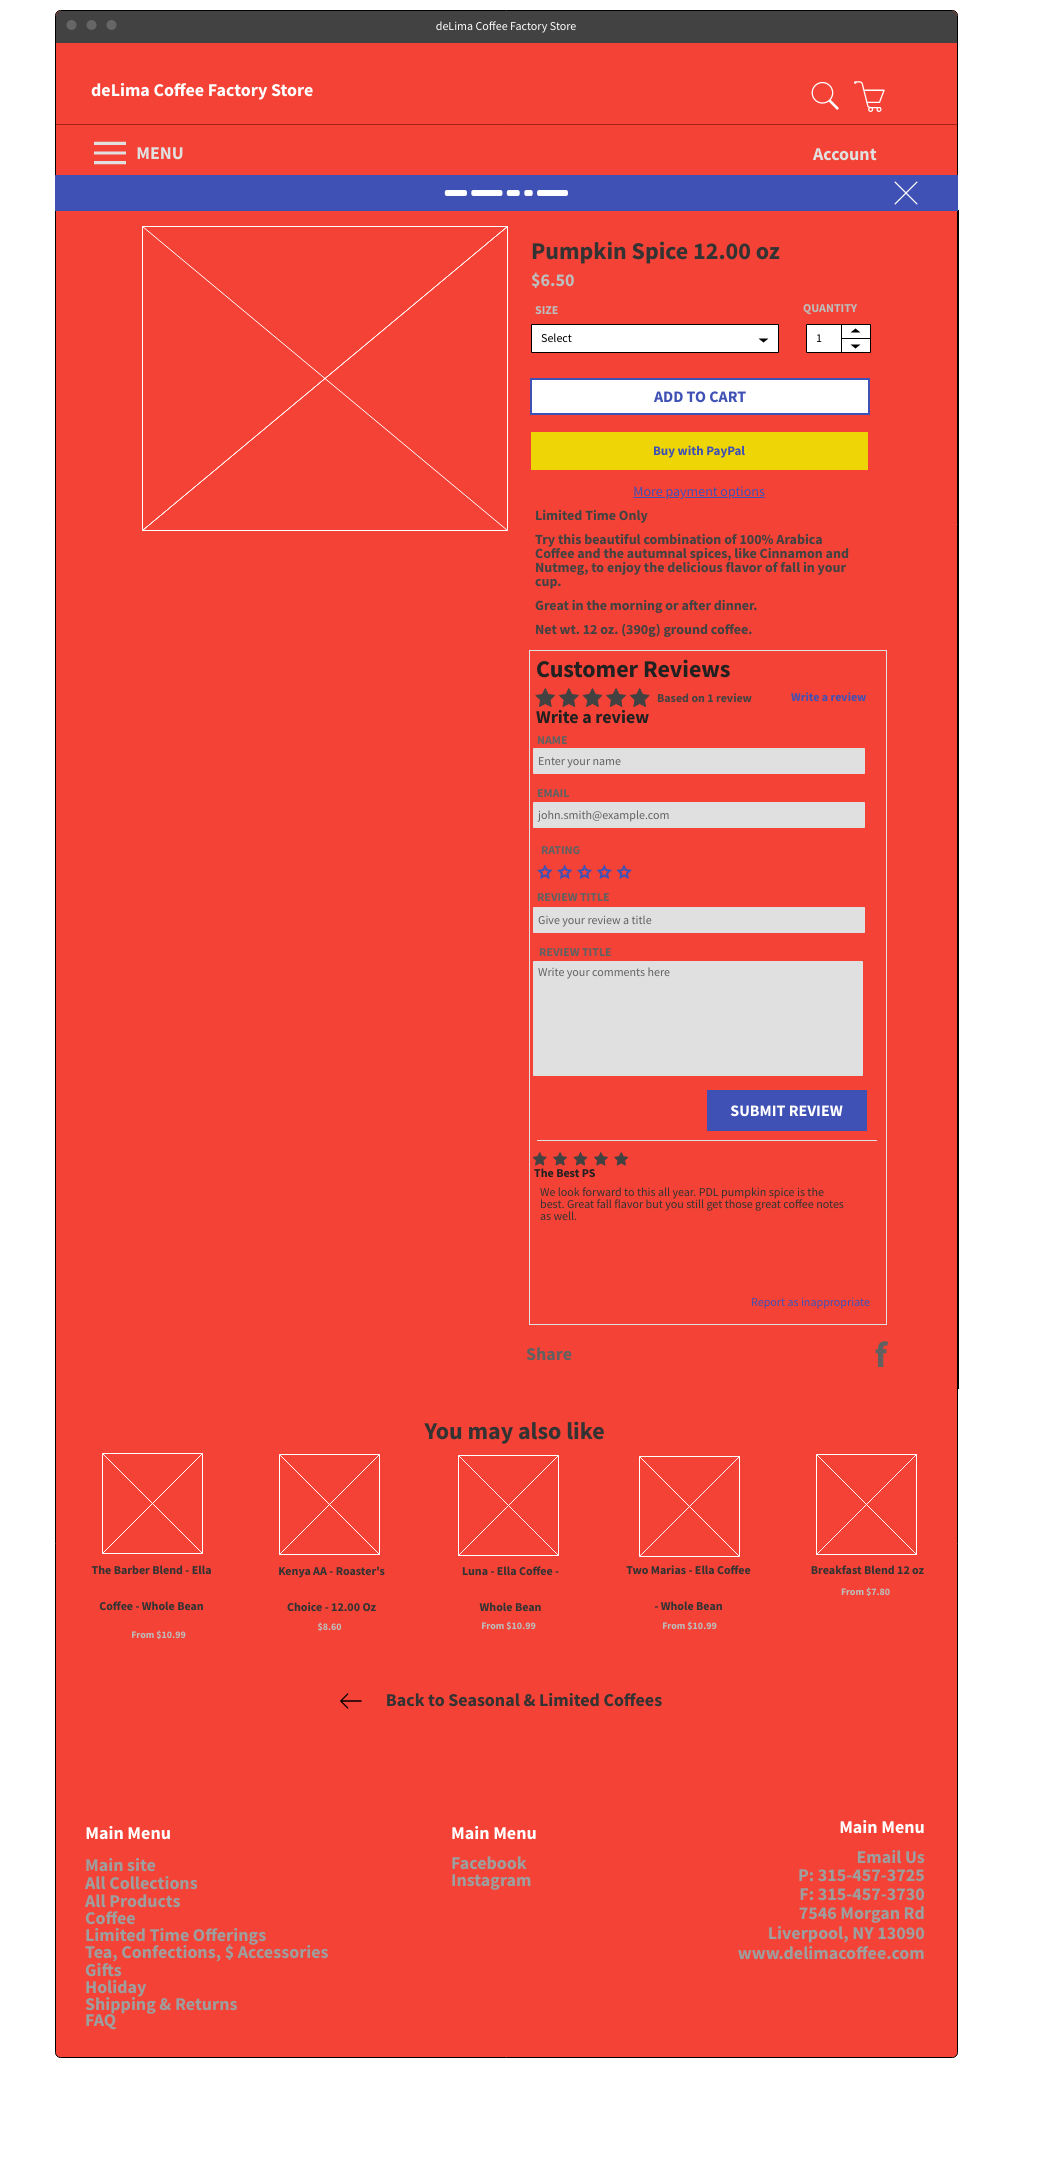 deLima Coffee Factory Store
deLima Coffee Factory Store
MENU
Account
Pumpkin Spice 12.00 oz
$6.50
SIZE
QUANTITY
Select
1
ADD TO CART
Buy with PayPal
More payment options
Limited Time Only
Try this beautiful combination of 100% Arabica
Coffee and the autumnal spices, like Cinnamon and
Nutmeg, to enjoy the delicious flavor of fall in your
cup.
Great in the morning or after dinner.
Net wt. 12 oz. (390g) ground coffee.
Customer Reviews
Based on 1 review
Write a review
Write a review
NAME
Enter your name
EMAIL
john.smith@example.com
RATING
REVIEW TITLE
Give your review a title
REVIEW TITLE
Write your comments here
SUBMIT REVIEW
The Best PS
We look forward to this all year. PDL pumpkin spice is the
best. Great fall flavor but you still get those great coffee notes
as well.
Report as Inappropriate
Share
You may also like
The Barber Blend - Ella
Coffee - Whole Bean
From $10.99
Kenya AA - Roaster's
Choice - 12.00 Oz
$8.60
Luna - Ella Coffee -
Whole Bean
From $10.99
Two Marias - Ella Coffee
- Whole Bean
From $10.99
Breakfast Blend 12 oz
From $7.80
Back to Seasonal & Limited Coffees
Main Menu
Main site
All Collections
All Products
Coffee
Limited Time Offerings
Tea, Confections, $ Accessories
Gifts
Holiday
Shipping & Returns
FAQ
Main Menu
Facebook
Instagram
Main Menu
Email Us
P: 315-457-3725
F: 315-457-3730
7546 Morgan Rd
Liverpool, NY 13090
www.delimacoffee.com